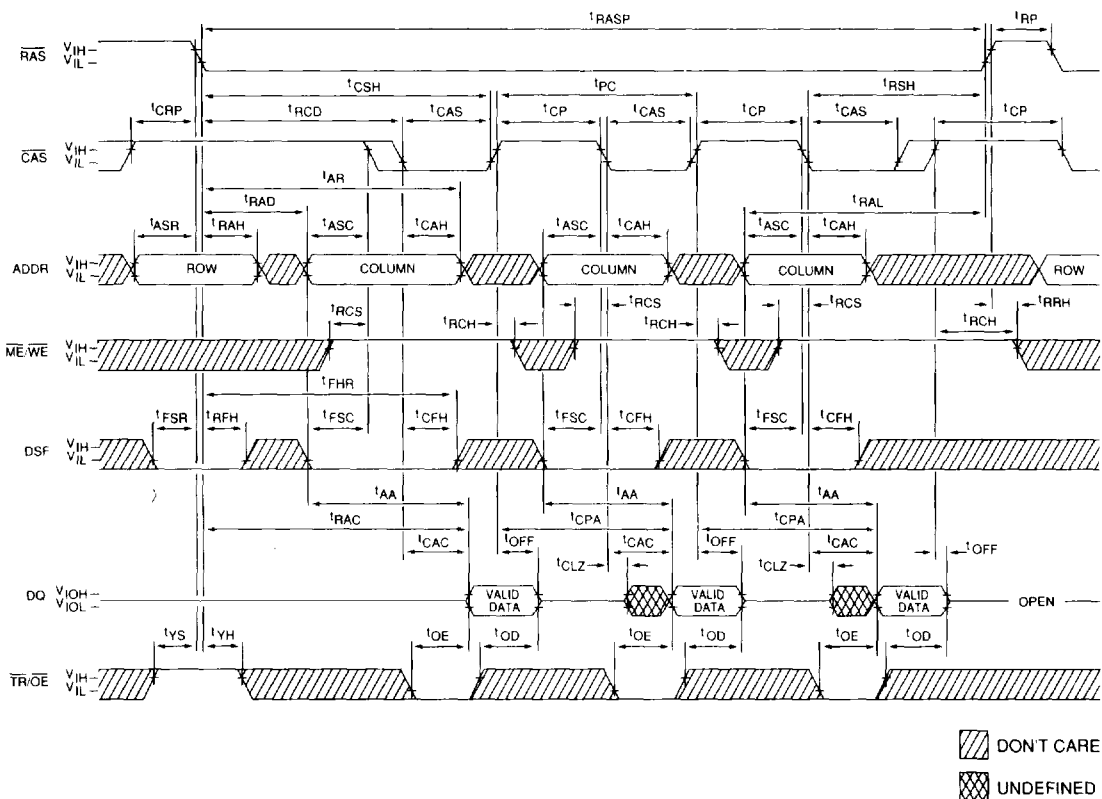 tRASP tRP
RAS VIH VIL
tCSH tPC tRSH
tCRP tRCD tCAS tCP tCAS tCP tCAS tCP
CAS VIH VIL
tAR
tRAD tRAL
tASR tRAH tASC tCAH tASC tCAH tASC tCAH
ADDR VIH VIL ROW COLUMN COLUMN COLUMN ROW
tRCS tRCH tRCS tRCH tRCS tRCH tRRH
ME/WE VIH VIL
tFHR
tFSR tRFH tFSC tCFH tFSC tCFH tFSC tCFH
DSF VIH VIL
tAA tAA tAA
tRAC tCPA tCPA
tCAC tOFF tCAC tOFF tCAC tOFF
tCLZ tCLZ
DQ VIOH VIOL VALID DATA VALID DATA VALID DATA OPEN
tYS tYH tOE tOD tOE tOD tOE tOD
TR/OE VIH VIL
DON'T CARE
UNDEFINED